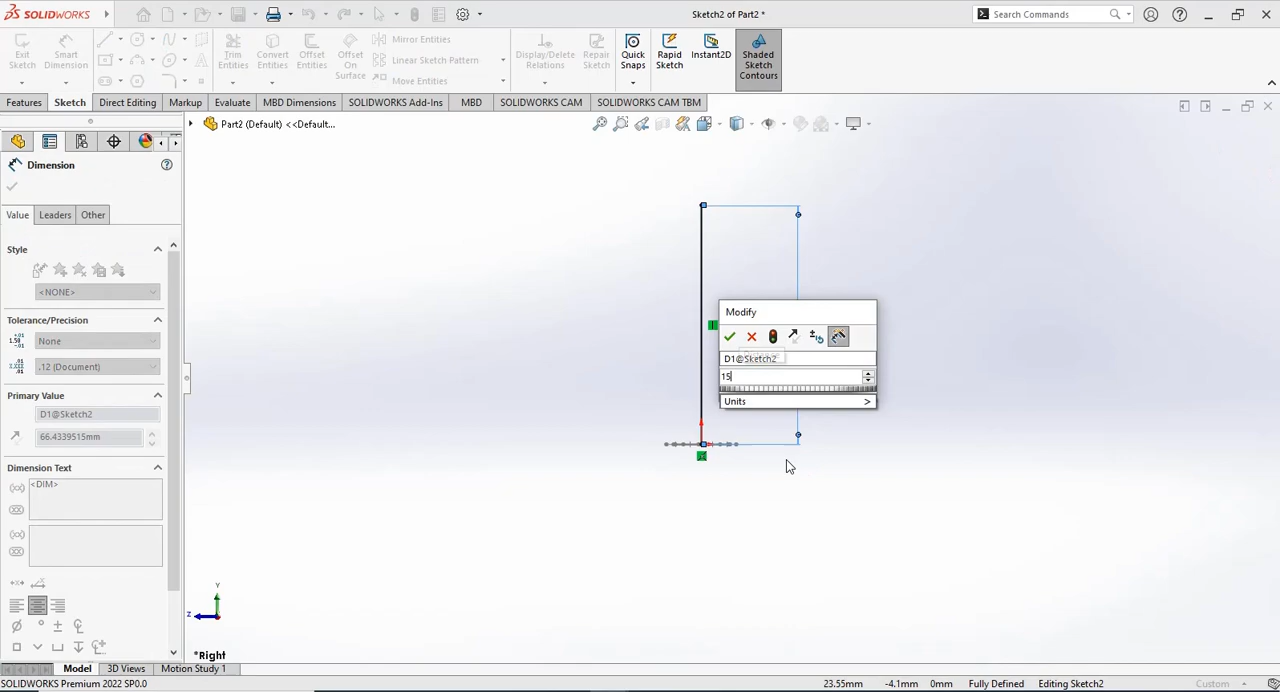 SOLIDWORKS
Sketch2 of Part2 *
Search Commands
Exit Sketch
Smart Dimension
Trim Entities
Convert Entities
Offset Entities
Offset On Surface
Mirror Entities
Linear Sketch Pattern
Move Entities
Display/Delete Relations
Repair Sketch
Quick Snaps
Rapid Sketch
Instant2D
Shaded Sketch Contours
Features Sketch Direct Editing Markup Evaluate MBD Dimensions SOLIDWORKS Add-Ins MBD SOLIDWORKS CAM SOLIDWORKS CAM TBM
Part2 (Default) <<Default...
Dimension
Value Leaders Other
Style
<NONE>
Tolerance/Precision
None
.12 (Document)
Primary Value
D1@Sketch2
66.4339515mm
Dimension Text
<DIM>
Modify
D1@Sketch2
15
Units >
Y
Z
*Right
Model 3D Views Motion Study 1
SOLIDWORKS Premium 2022 SP0.0
23.55mm -4.1mm 0mm Fully Defined Editing Sketch2
Custom